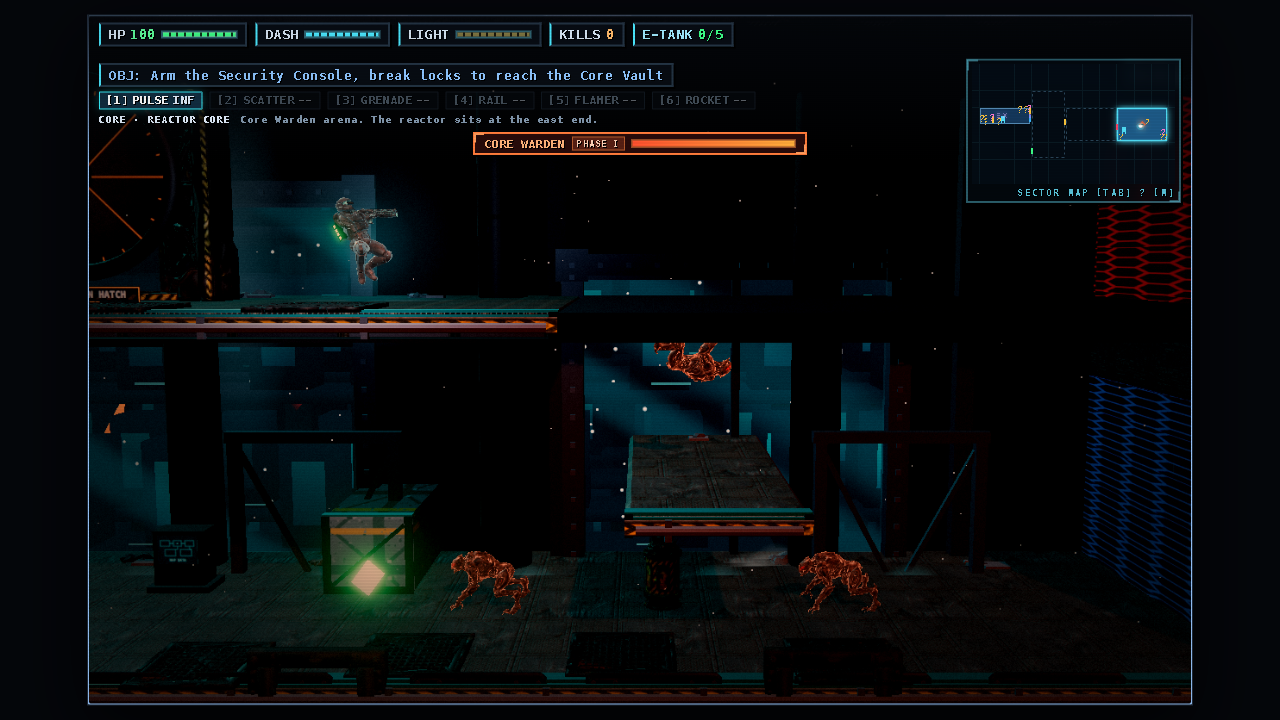 HP 100 DASH LIGHT KILLS 0 E-TANK 0/5
OBJ: Arm the Security Console, break locks to reach the Core Vault
[1] PULSE INF [2] SCATTER -- [3] GRENADE -- [4] RAIL -- [5] FLAMER -- [6] ROCKET --
CORE · REACTOR CORE Core Warden arena. The reactor sits at the east end.
CORE WARDEN PHASE I
SECTOR MAP [TAB] ? [M]
HATCH